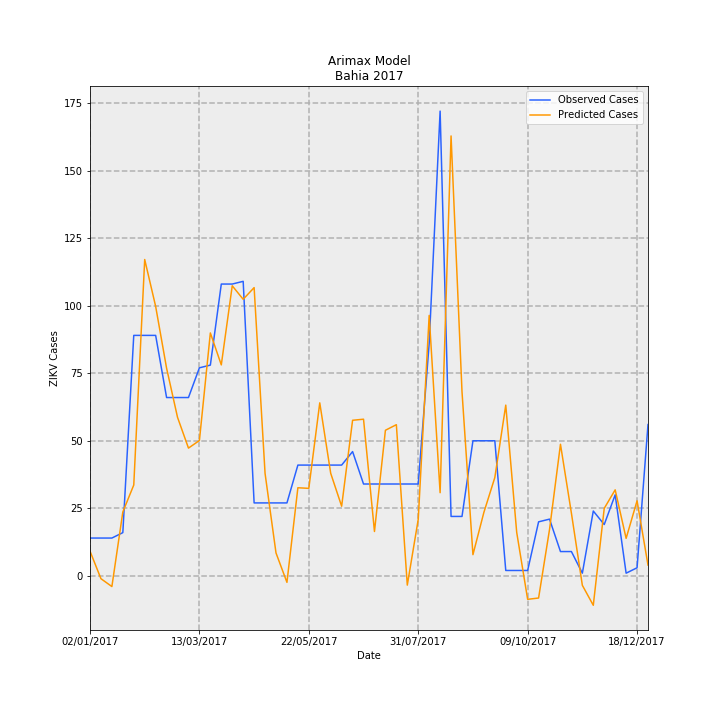 Arimax Model
Bahia 2017
Observed Cases
Predicted Cases
175
150
125
100
75
50
25
0
ZIKV Cases
02/01/2017 13/03/2017 22/05/2017 31/07/2017 09/10/2017 18/12/2017
Date